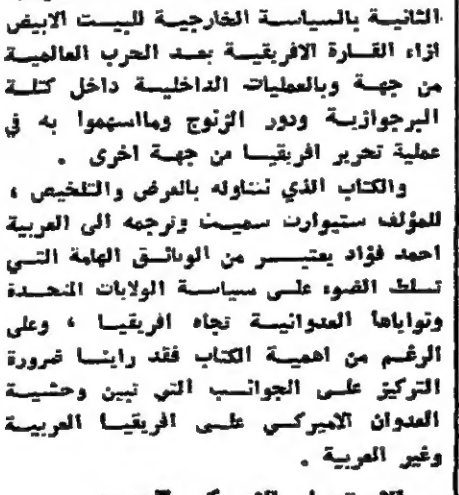 الثانية بالسياسة الخارجية للبيت الابيض
ازاء القارة الافريقية بعد الحرب العالمية
من جهة وبالعمليات الداخلية داخل كتلة
البرجوازية ودور الزنوج وماأسهموا به في
عملية تحرير افريقيا من جهة اخرى .
والكتاب الذي نتناوله بالعرض والتلخيص ،
للمؤلف ستيوارت سميث وترجمه الى العربية
احمد فؤاد يعتبر من الوثائق الهامة التي
تسلط الضوء على سياسة الولايات المتحدة
ونواياها العدوانية تجاه افريقيا ، وعلى
الرغم من اهمية الكتاب فقد راينا ضرورة
التركيز على الجوانب التي تبين وحشية
العدوان الاميركي على افريقيا العربية
وغير العربية .